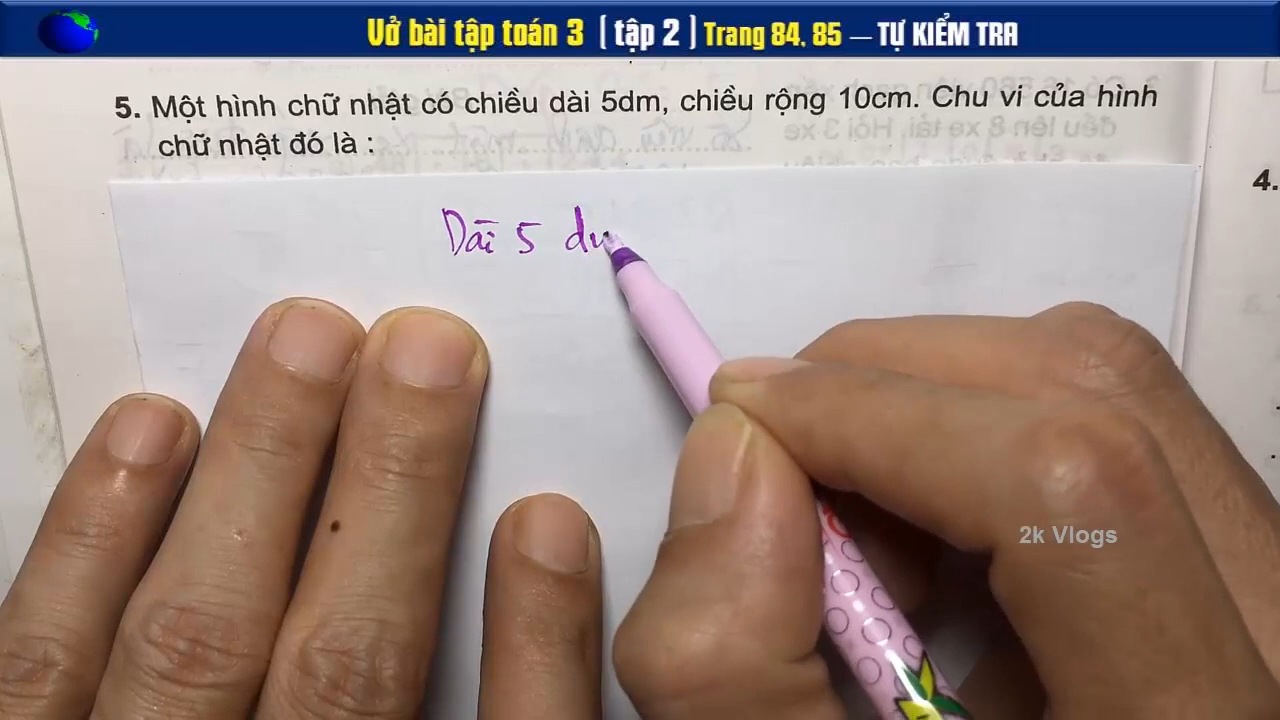 Vở bài tập toán 3 ( tập 2 ) Trang 84, 85 — TỰ KIỂM TRA
5. Một hình chữ nhật có chiều dài 5dm, chiều rộng 10cm. Chu vi của hình
chữ nhật đó là :
4.
Dài 5
2k Vlogs